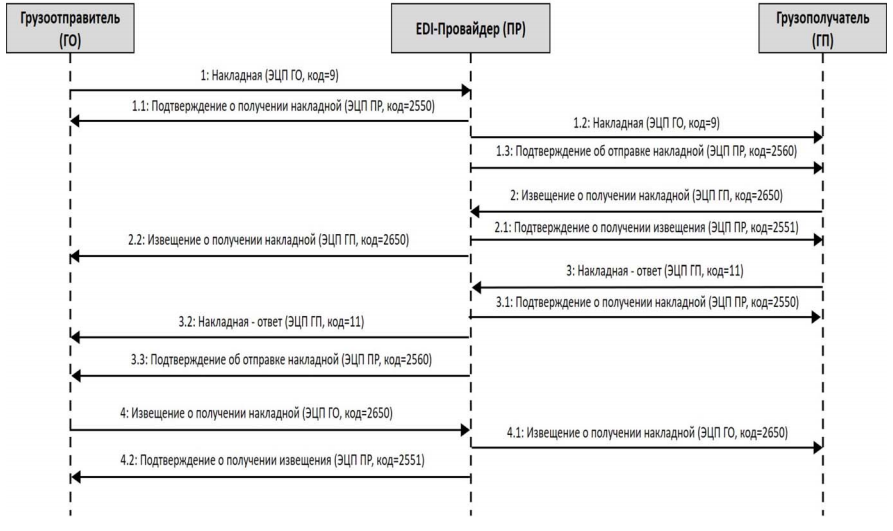 Грузоотправитель
(ГО)
EDI-Провайдер (ПР)
Грузополучатель
(ГП)
1: Накладная (ЭЦП ГО, код=9)
1.1: Подтверждение о получении накладной (ЭЦП ПР, код=2550)
1.2: Накладная (ЭЦП ГО, код=9)
1.3: Подтверждение об отправке накладной (ЭЦП ПР, код=2560)
2: Извещение о получении накладной (ЭЦП ГП, код=2650)
2.1: Подтверждение о получении извещения (ЭЦП ПР, код=2551)
2.2: Извещение о получении накладной (ЭЦП ГП, код=2650)
3: Накладная - ответ (ЭЦП ГП, код=11)
3.1: Подтверждение о получении накладной (ЭЦП ПР, код=2550)
3.2: Накладная - ответ (ЭЦП ГП, код=11)
3.3: Подтверждение об отправке накладной (ЭЦП ПР, код=2560)
4: Извещение о получении накладной (ЭЦП ГО, код=2650)
4.1: Извещение о получении накладной (ЭЦП ГО, код=2650)
4.2: Подтверждение о получении извещения (ЭЦП ПР, код=2551)